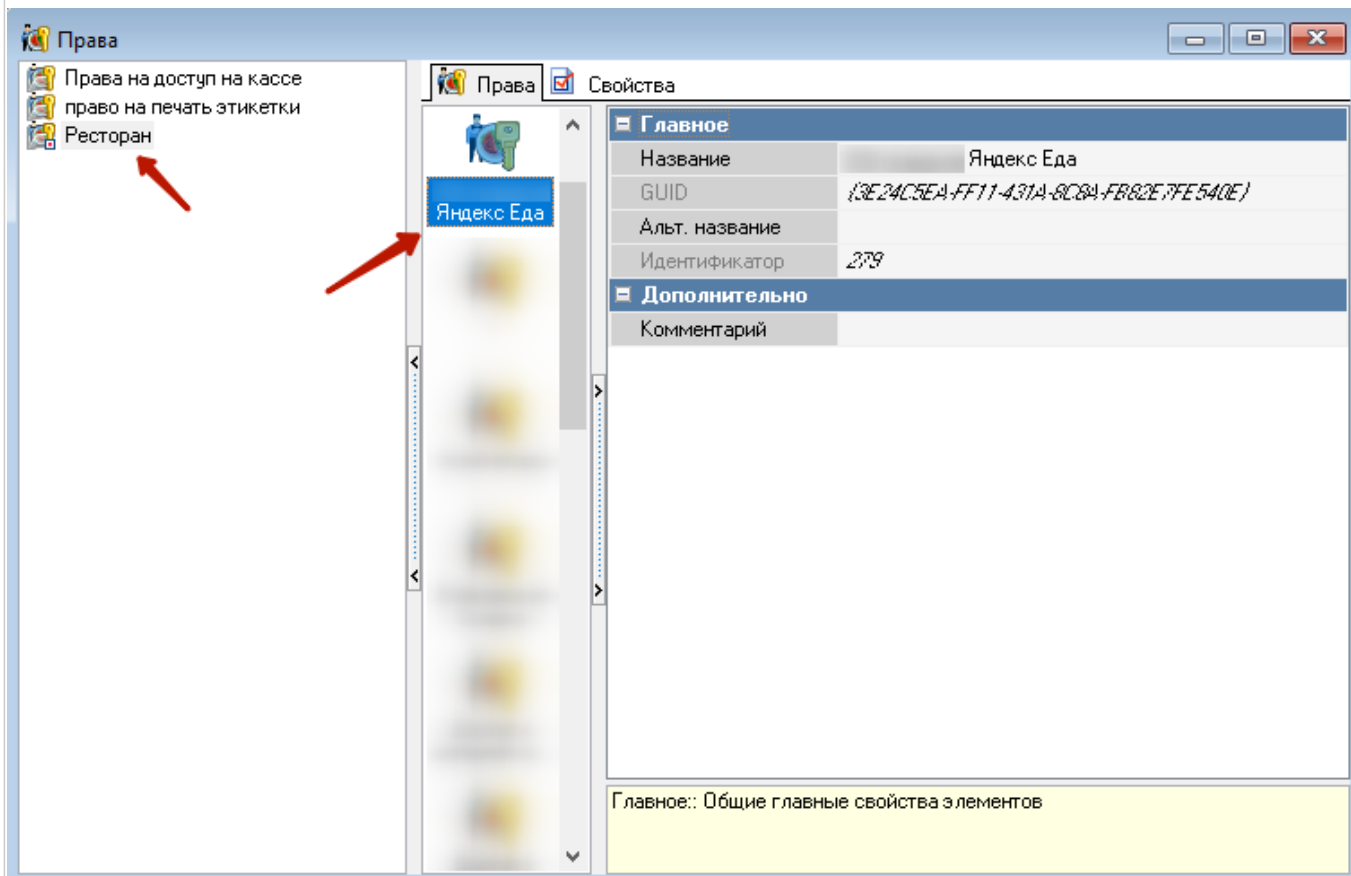 Права
Права на доступ на кассе
право на печать этикетки
Ресторан
Права
Свойства
Яндекс Еда
Главное
Название Яндекс Еда
GUID {3E24C5EA-FF11-431A-8C8A-FB82E7FE540E}
Альт. название
Идентификатор 279
Дополнительно
Комментарий
Главное:: Общие главные свойства элементов